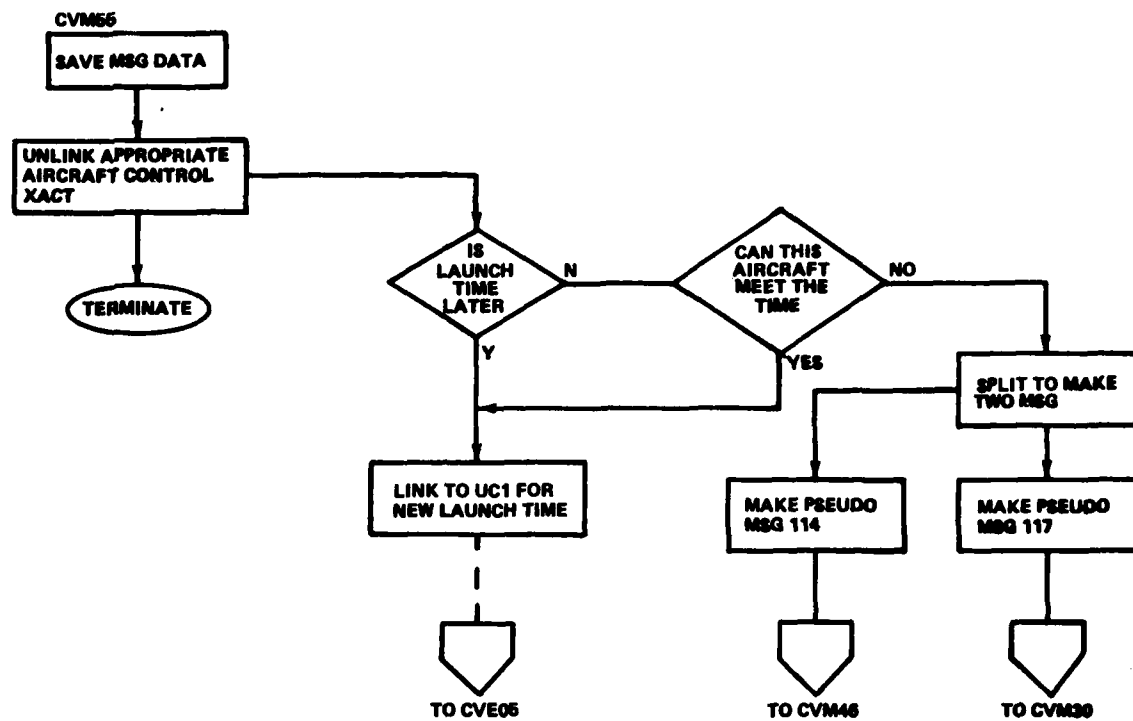 CVM55
SAVE MSG DATA
UNLINK APPROPRIATE
AIRCRAFT CONTROL
XACT
TERMINATE
IS
LAUNCH
TIME
LATER
N
Y
CAN THIS
AIRCRAFT
MEET THE
TIME
NO
YES
SPLIT TO MAKE
TWO MSG
LINK TO UC1 FOR
NEW LAUNCH TIME
MAKE PSEUDO
MSG 114
MAKE PSEUDO
MSG 117
TO CVE05
TO CVM46
TO CVM30